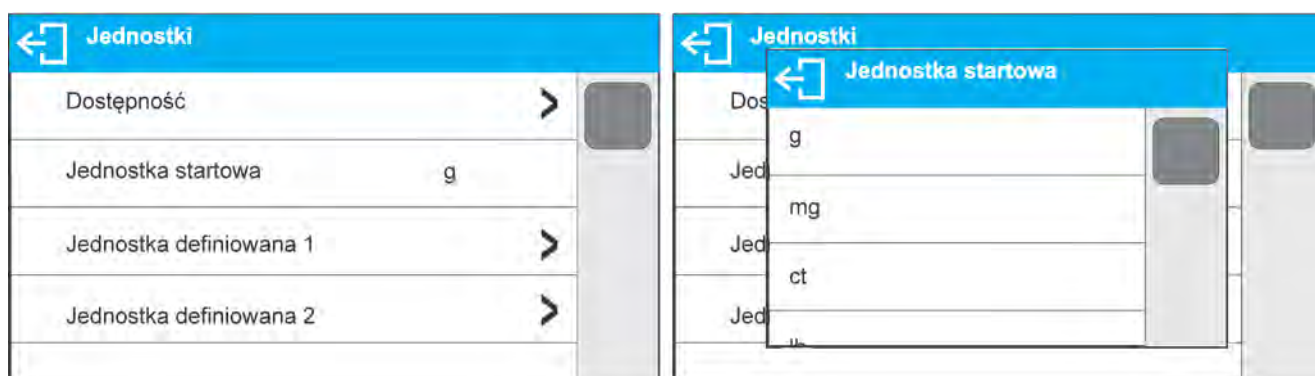 Jednostki
Dostępność
Jednostka startowa g
Jednostka definiowana 1
Jednostka definiowana 2
Jednostki
Jednostka startowa
Dos
g
Jed
mg
Jed
ct
Jed